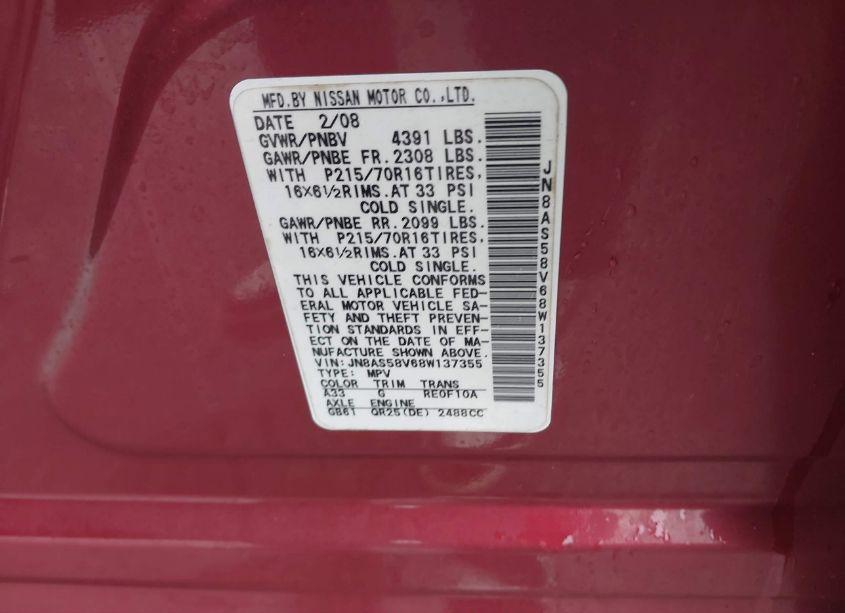 MFD.BY NISSAN MOTOR CO.,LTD.
DATE 2/08
GVWR/PNBV 4391 LBS.
GAWR/PNBE FR. 2308 LBS.
WITH P215/70R16TIRES,
16X6½RIMS.AT 33 PSI
COLD SINGLE.
GAWR/PNBE RR. 2099 LBS.
WITH P215/70R16TIRES,
16X6½RIMS.AT 33 PSI
COLD SINGLE.
THIS VEHICLE CONFORMS
TO ALL APPLICABLE FED-
ERAL MOTOR VEHICLE SA-
FETY AND THEFT PREVEN-
TION STANDARDS IN EFF-
ECT ON THE DATE OF MA-
NUFACTURE SHOWN ABOVE.
VIN: JN8AS58V68W137355
TYPE: MPV
COLOR TRIM TRANS
A33 G RE0F10A
AXLE ENGINE
GB61 QR25(DE) 2488CC
JN8AS58V68W137355